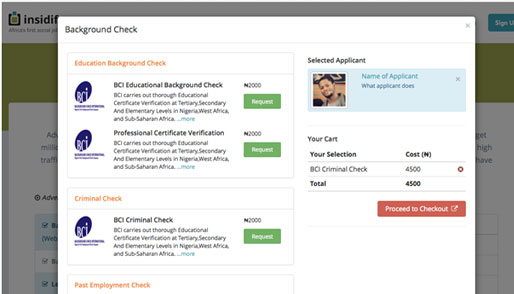 insidif
Africa's first social jo
Sign U
Background Check
×
Education Background Check
BCI
BCI Educational Background Check
₦2000
BCI carries out thorough Educational
Certificate Verification at Tertiary,Secondary
And Elementary Levels in Nigeria,West Africa,
and Sub-Saharan Africa. ...more
Request
BCI
Professional Certificate Verification
₦2000
BCI carries out thorough Educational
Certificate Verification at Tertiary,Secondary
And Elementary Levels in Nigeria,West Africa,
and Sub-Saharan Africa. ...more
Request
Criminal Check
BCI
BCI Criminal Check
₦2000
BCI carries out thorough Educational
Certificate Verification at Tertiary,Secondary
And Elementary Levels in Nigeria,West Africa,
and Sub-Saharan Africa. ...more
Request
Past Employment Check
Selected Applicant
Name of Applicant
×
What applicant does
Your Cart
Your Selection Cost (₦)
BCI Criminal Check 4500
Total 4500
Proceed to Checkout
Adv
millio
traffi
get
high
have
Adve
Ba
(Web
Ba
Le